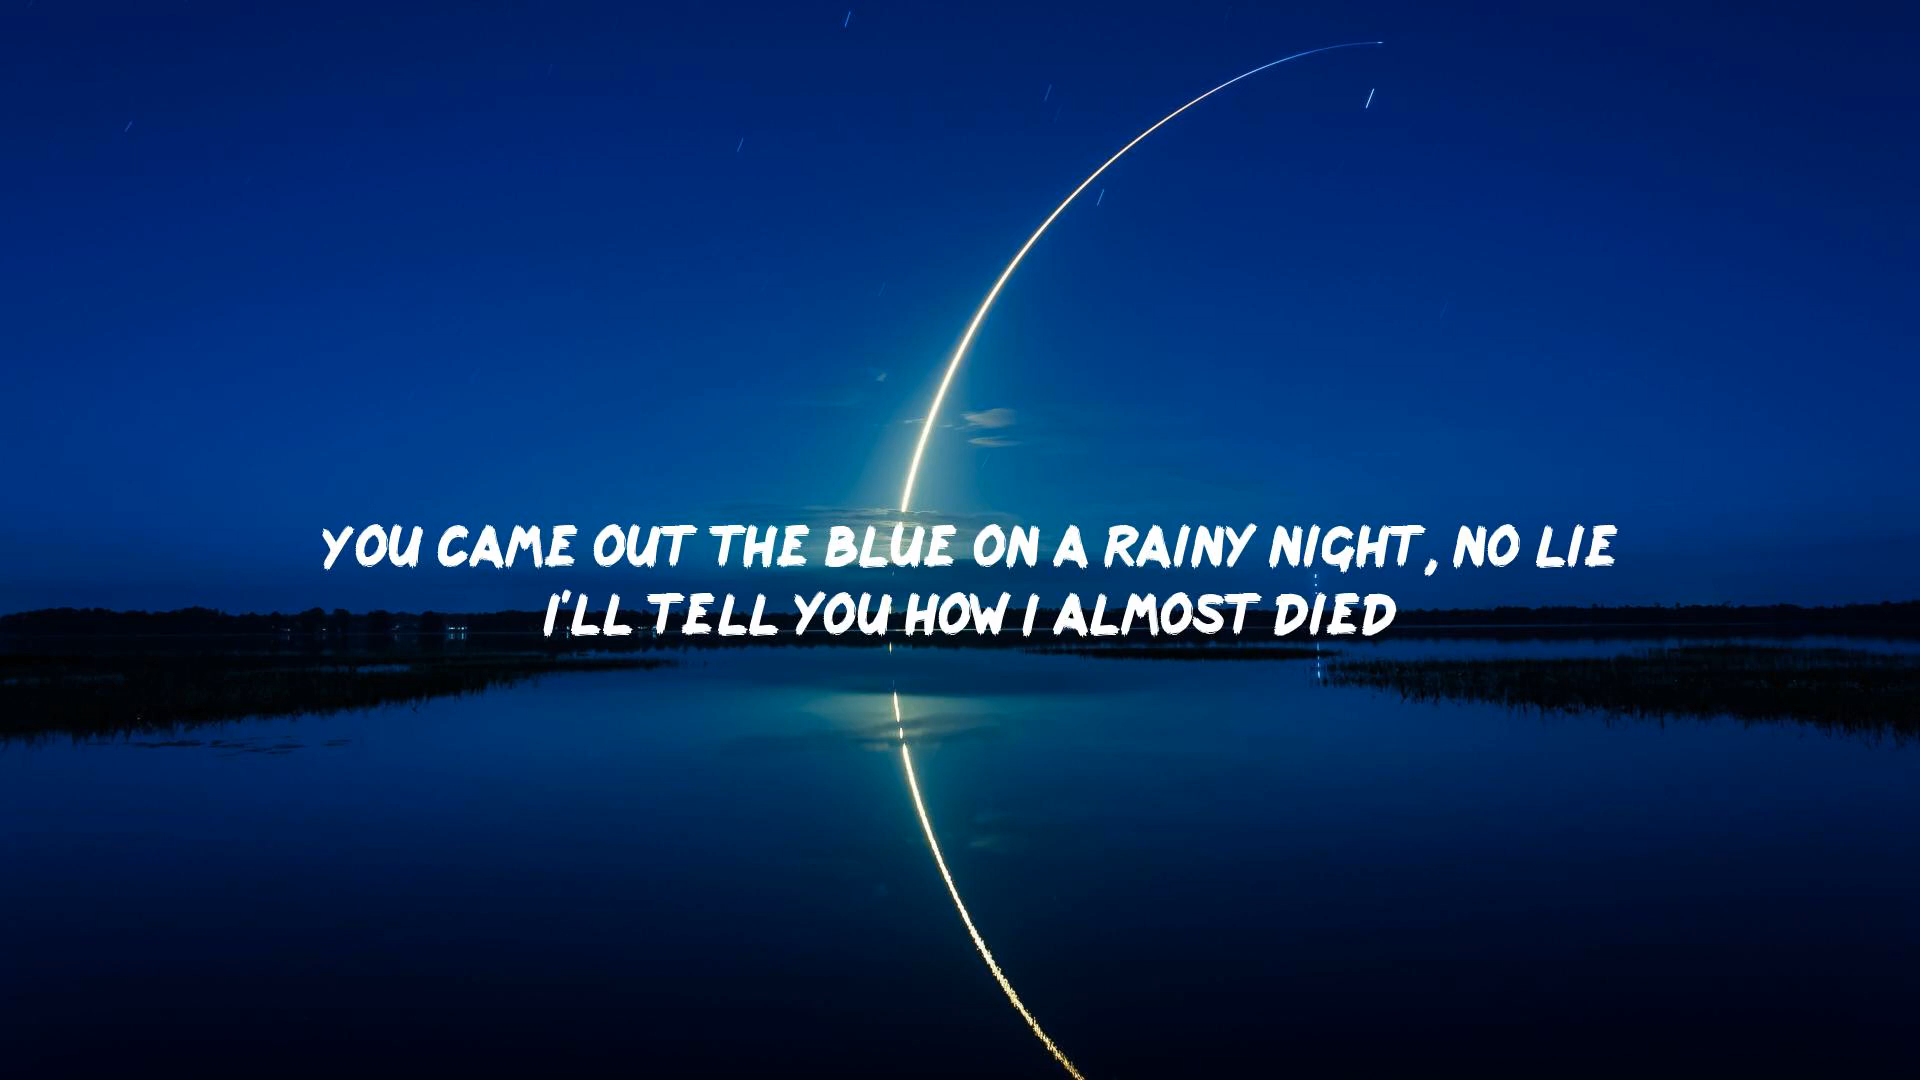 YOU CAME OUT THE BLUE ON A RAINY NIGHT, NO LIE
I'LL TELL YOU HOW I ALMOST DIED